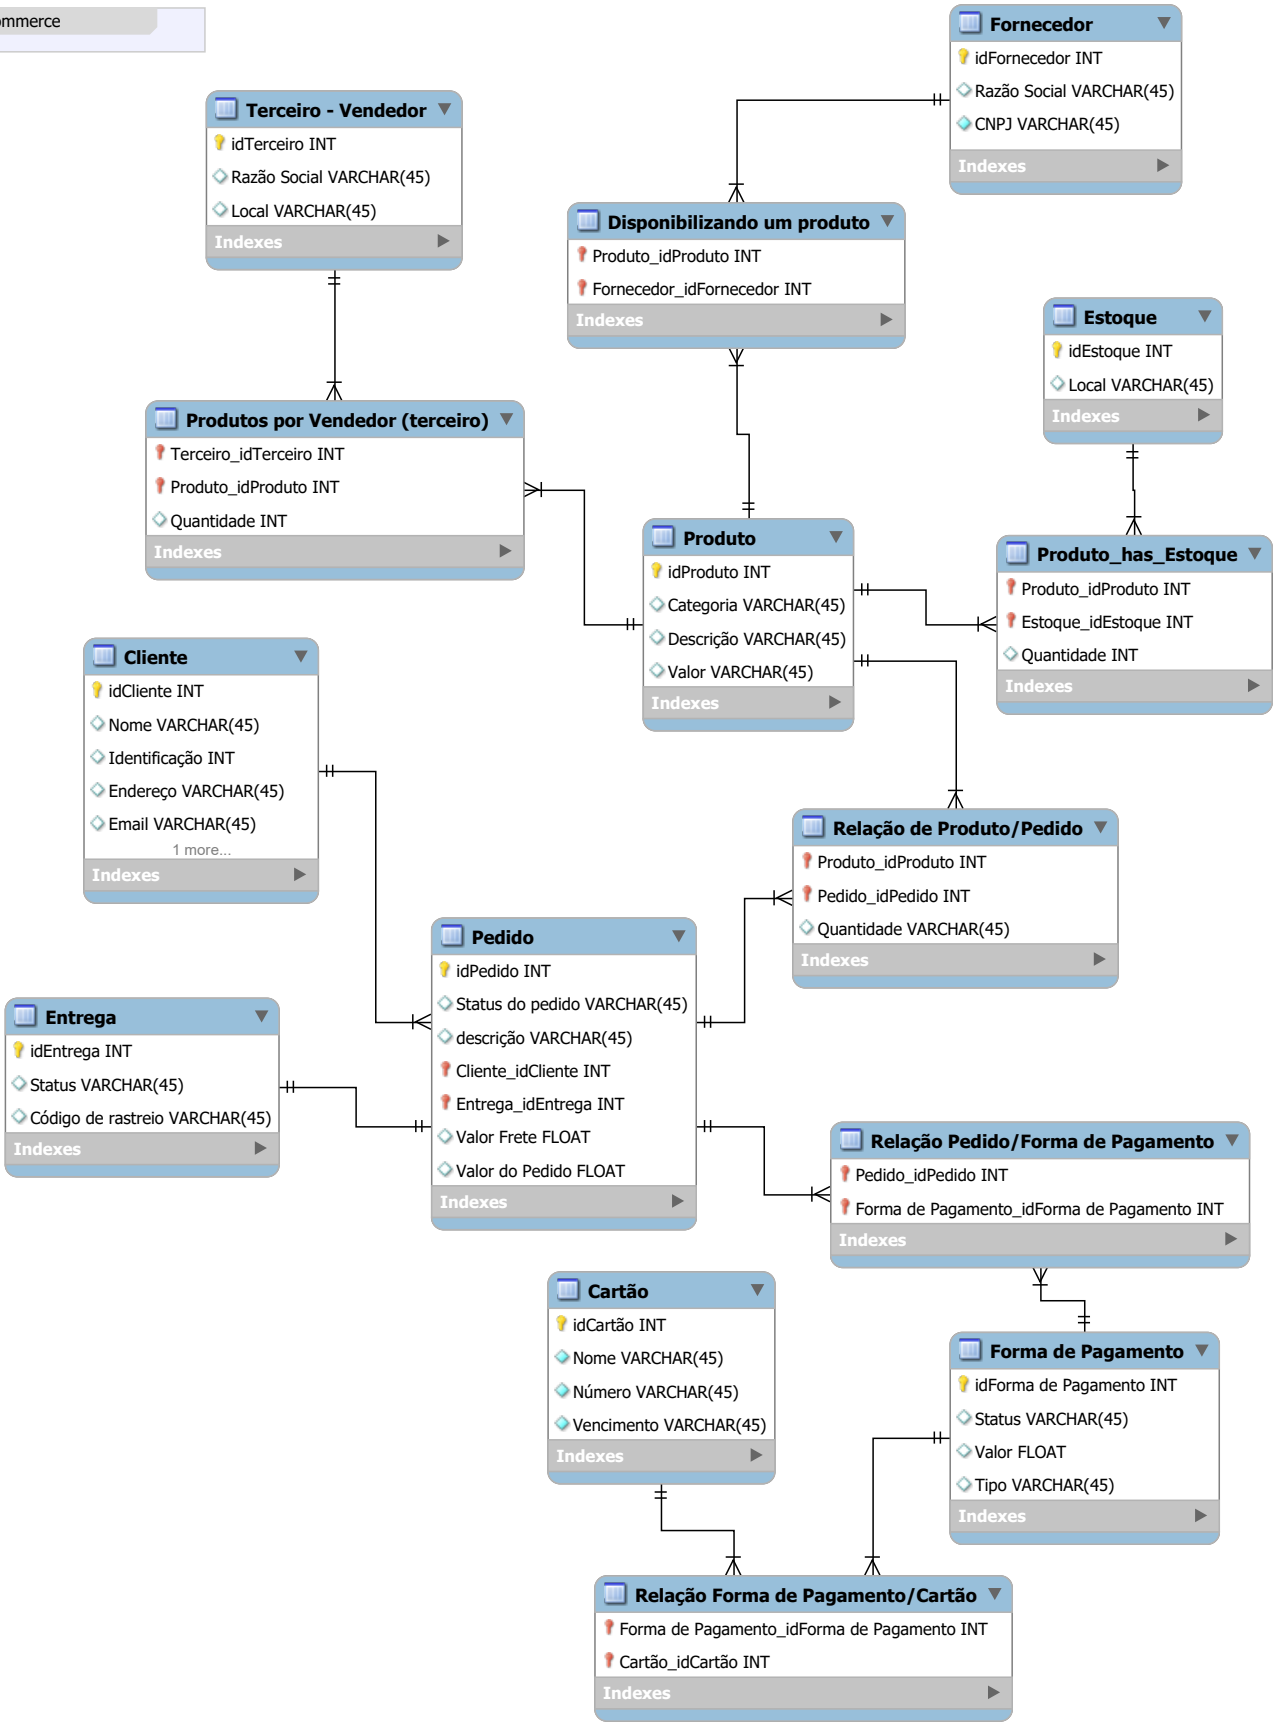 ommerce
Fornecedor
idFornecedor INT
Razão Social VARCHAR(45)
CNPJ VARCHAR(45)
Indexes
Terceiro - Vendedor
idTerceiro INT
Razão Social VARCHAR(45)
Local VARCHAR(45)
Indexes
Disponibilizando um produto
Produto_idProduto INT
Fornecedor_idFornecedor INT
Indexes
Estoque
idEstoque INT
Local VARCHAR(45)
Indexes
Produtos por Vendedor (terceiro)
Terceiro_idTerceiro INT
Produto_idProduto INT
Quantidade INT
Indexes
Produto
idProduto INT
Categoria VARCHAR(45)
Descrição VARCHAR(45)
Valor VARCHAR(45)
Indexes
Produto_has_Estoque
Produto_idProduto INT
Estoque_idEstoque INT
Quantidade INT
Indexes
Cliente
idCliente INT
Nome VARCHAR(45)
Identificação INT
Endereço VARCHAR(45)
Email VARCHAR(45)
1 more...
Indexes
Relação de Produto/Pedido
Produto_idProduto INT
Pedido_idPedido INT
Quantidade VARCHAR(45)
Indexes
Pedido
idPedido INT
Status do pedido VARCHAR(45)
descrição VARCHAR(45)
Cliente_idCliente INT
Entrega_idEntrega INT
Valor Frete FLOAT
Valor do Pedido FLOAT
Indexes
Entrega
idEntrega INT
Status VARCHAR(45)
Código de rastreio VARCHAR(45)
Indexes
Relação Pedido/Forma de Pagamento
Pedido_idPedido INT
Forma de Pagamento_idForma de Pagamento INT
Indexes
Cartão
idCartão INT
Nome VARCHAR(45)
Número VARCHAR(45)
Vencimento VARCHAR(45)
Indexes
Forma de Pagamento
idForma de Pagamento INT
Status VARCHAR(45)
Valor FLOAT
Tipo VARCHAR(45)
Indexes
Relação Forma de Pagamento/Cartão
Forma de Pagamento_idForma de Pagamento INT
Cartão_idCartão INT
Indexes